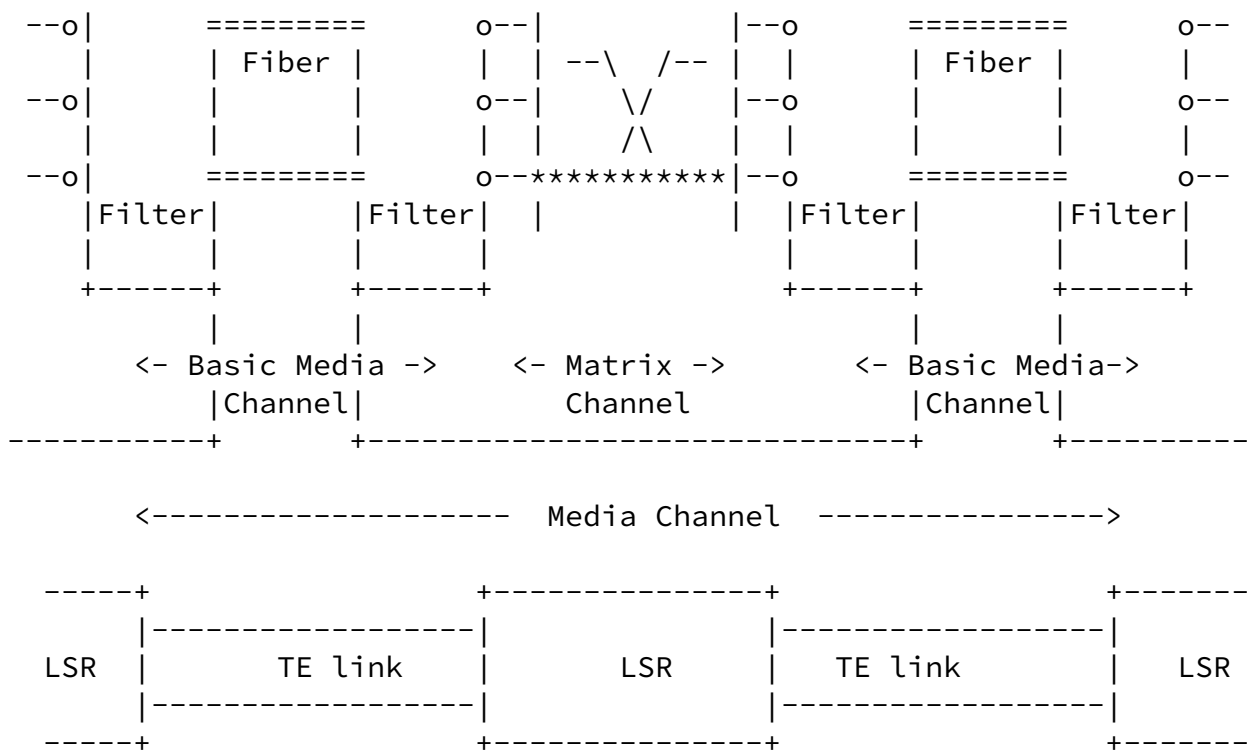 --o|      =========      o--|          |--o      =========      o--
   |      | Fiber |      |  | --\  /-- |  |      | Fiber |      |
--o|      |       |      o--|    \/    |--o      |       |      o--
   |      |       |      |  |    /\    |  |      |       |      |
--o|      =========      o--***********|--o      =========      o--
   |Filter|       |Filter|  |          |  |Filter|       |Filter|
   |      |       |      |                |      |       |      |
   +------+       +------+                +------+       +------+
          |       |                              |       |
      <- Basic Media ->    <- Matrix ->       <- Basic Media->
          |Channel|           Channel            |Channel|
-----------+       +-------------------------------+       +----------
      <--------------------  Media Channel  ---------------->
-----+                  +---------------+                  +-------
     |------------------|               |------------------|
LSR  |       TE link    |      LSR      |   TE link        |   LSR
     |------------------|               |------------------|
-----+                  +---------------+                  +-------